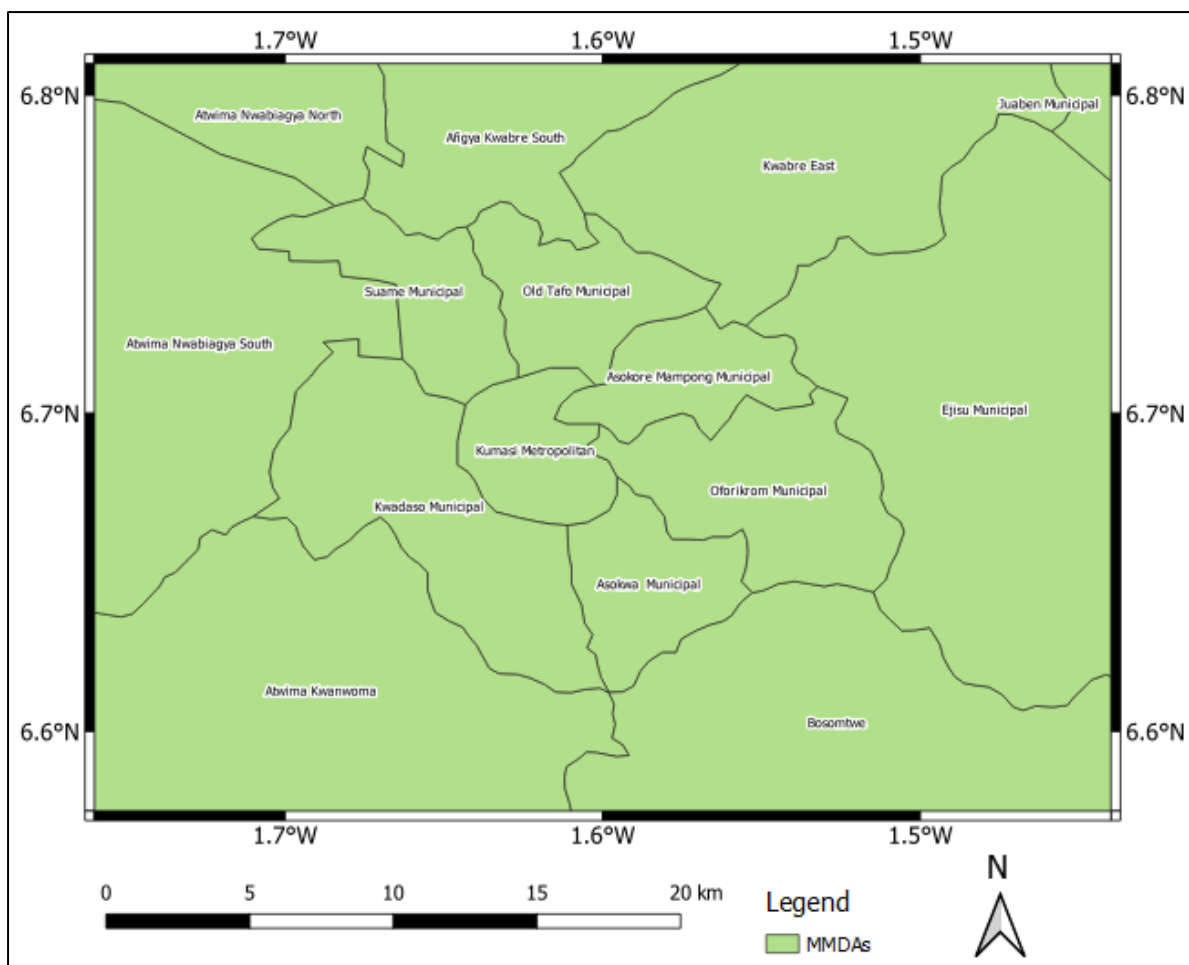 1.7°W 1.6°W 1.5°W
6.8°N 6.8°N
Juaben Municipal
Atwima Nwabiagya North
Afigya Kwabre South
Kwabre East
Suame Municipal
Old Tafo Municipal
Atwima Nwabiagya South
Asokore Mampong Municipal
6.7°N 6.7°N
Ejisu Municipal
Kumasi Metropolitan
Oforikrom Municipal
Kwadaso Municipal
Asokwa Municipal
Atwima Kwanwoma
Bosomtwe
6.6°N 6.6°N
1.7°W 1.6°W 1.5°W
0 5 10 15 20 km
N
Legend
MMDAs